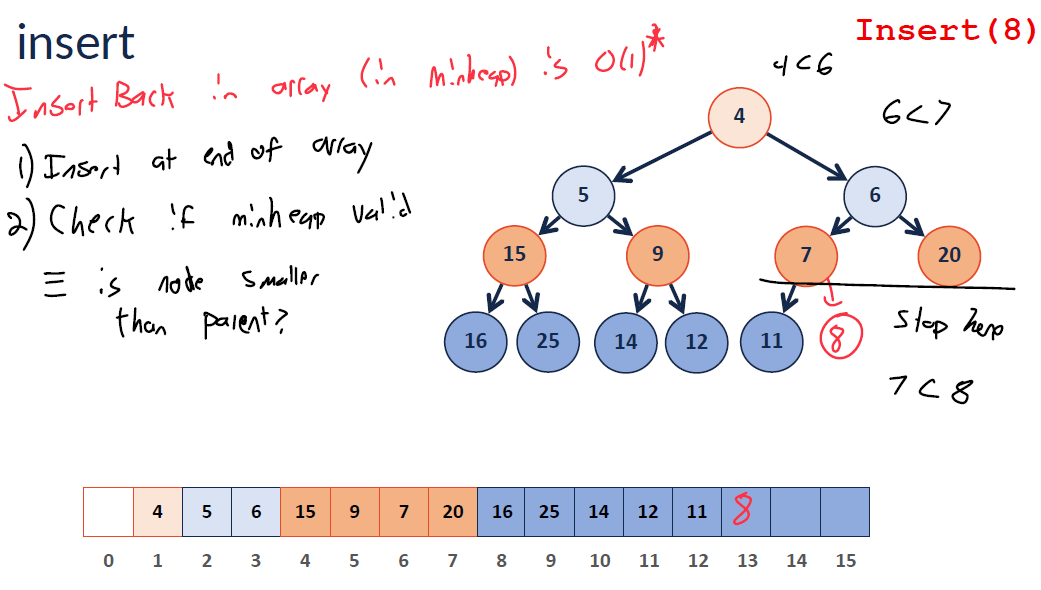 insert
Insert(8)
Insert Back in array (in minheap) is O(1)*
4<6
6<7
1) Insert at end of array
2) Check if minheap valid
≡ is node smaller
than parent?
4
5 6
15 9 7 20
16 25 14 12 11 8
stop here
7<8
4 5 6 15 9 7 20 16 25 14 12 11 8
0 1 2 3 4 5 6 7 8 9 10 11 12 13 14 15